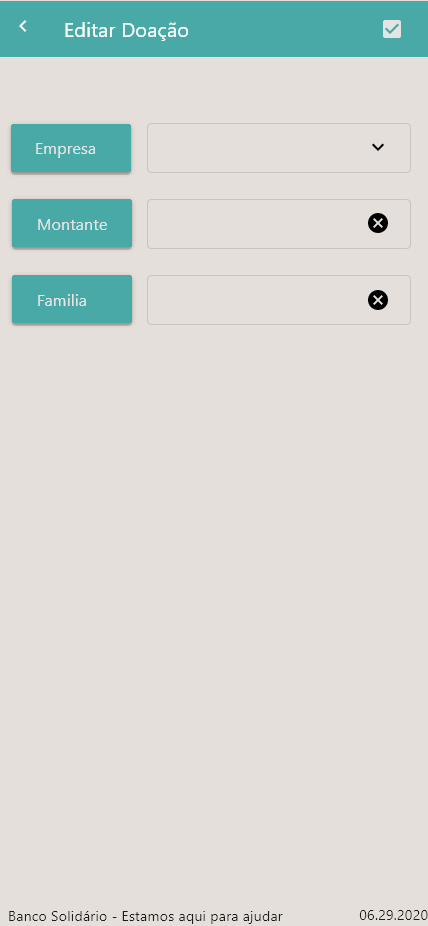 Editar Doação
Empresa
Montante
Familia
Banco Solidário - Estamos aqui para ajudar 06.29.2020